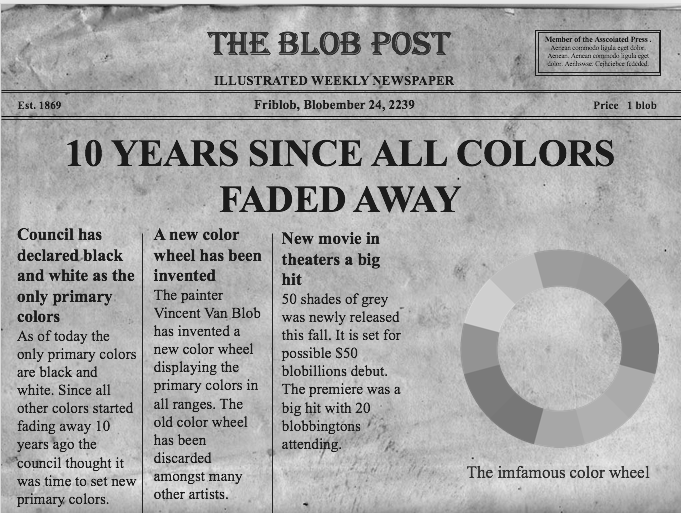 THE BLOB POST
ILLUSTRATED WEEKLY NEWSPAPER
Member of the Asscoiated Press .
Aenean commodo ligula eget dolor.
Aenean. Aenean commodo ligula eget
dolor.
Est. 1869
Friblob, Blobember 24, 2239
Price 1 blob
10 YEARS SINCE ALL COLORS
FADED AWAY
Council has
declared black
and white as the
only primary
colors
As of today the
only primary colors
are black and
white. Since all
other colors started
fading away 10
years ago the
council thought it
was time to set new
primary colors.
A new color
wheel has been
invented
The painter
Vincent Van Blob
has invented a
new color wheel
displaying the
primary colors in
all ranges. The
old color wheel
has been
discarded
amongst many
other artists.
New movie in
theaters a big
hit
50 shades of grey
was newly released
this fall. It is set for
possible $50
blobillions debut.
The premiere was a
big hit with 20
blobbingtons
attending.
The imfamous color wheel